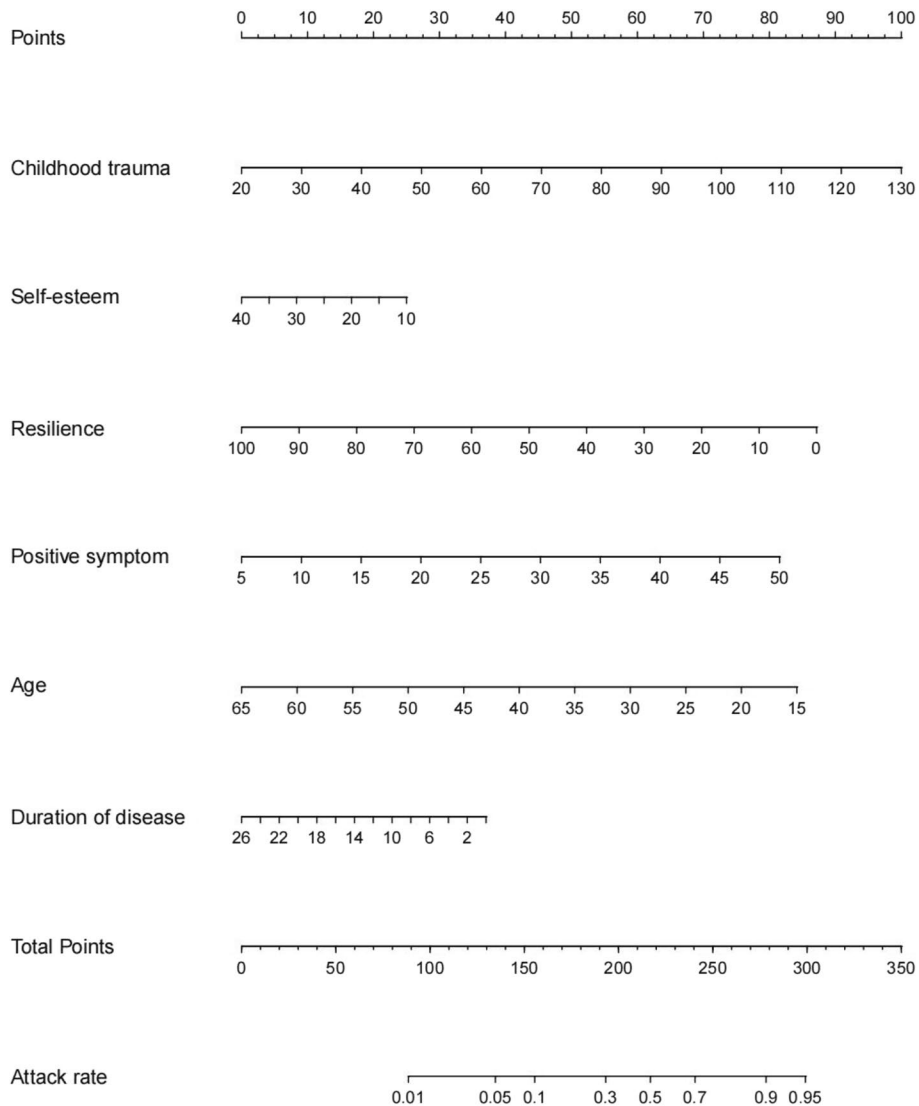 0 10 20 30 40 50 60 70 80 90 100
Points
Childhood trauma
20 30 40 50 60 70 80 90 100 110 120 130
Self-esteem
40 30 20 10
Resilience
100 90 80 70 60 50 40 30 20 10 0
Positive symptom
5 10 15 20 25 30 35 40 45 50
Age
65 60 55 50 45 40 35 30 25 20 15
Duration of disease
26 22 18 14 10 6 2
Total Points
0 50 100 150 200 250 300 350
Attack rate
0.01 0.05 0.1 0.3 0.5 0.7 0.9 0.95